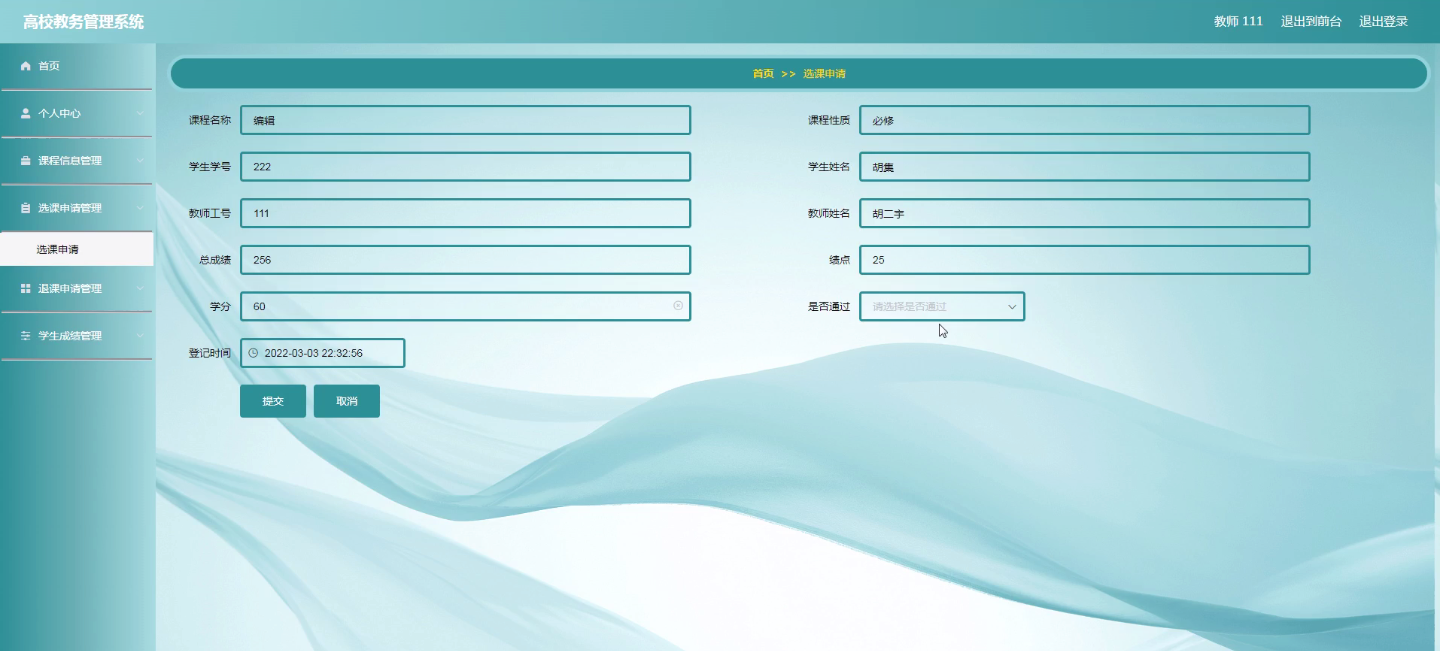 高校教务管理系统
教师 111 退出到前台 退出登录
首页
个人中心
课程信息管理
选课申请管理
选课申请
退课申请管理
学生成绩管理
首页 >> 选课申请
课程名称 编辑
课程性质 必修
学生学号 222
学生姓名 胡集
教师工号 111
教师姓名 胡二字
总成绩 256
绩点 25
学分 60
是否通过 请选择是否通过
登记时间 2022-03-03 22:32:56
提交 取消